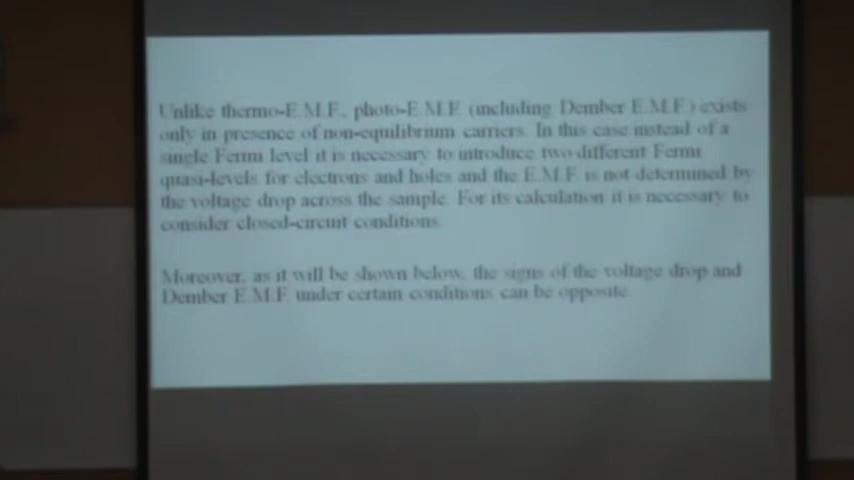 Unlike thermo-E.M.F., photo-E.M.F. (including Dember E.M.F.) exists
only in presence of non-equilibrium carriers. In this case instead of a
single Fermi level it is necessary to introduce two different Fermi
quasi-levels for electrons and holes and the E.M.F. is not determined by
the voltage drop across the sample. For its calculation it is necessary to
consider closed-circuit conditions.
Moreover, as it will be shown below, the signs of the voltage drop and
Dember E.M.F. under certain conditions can be opposite.